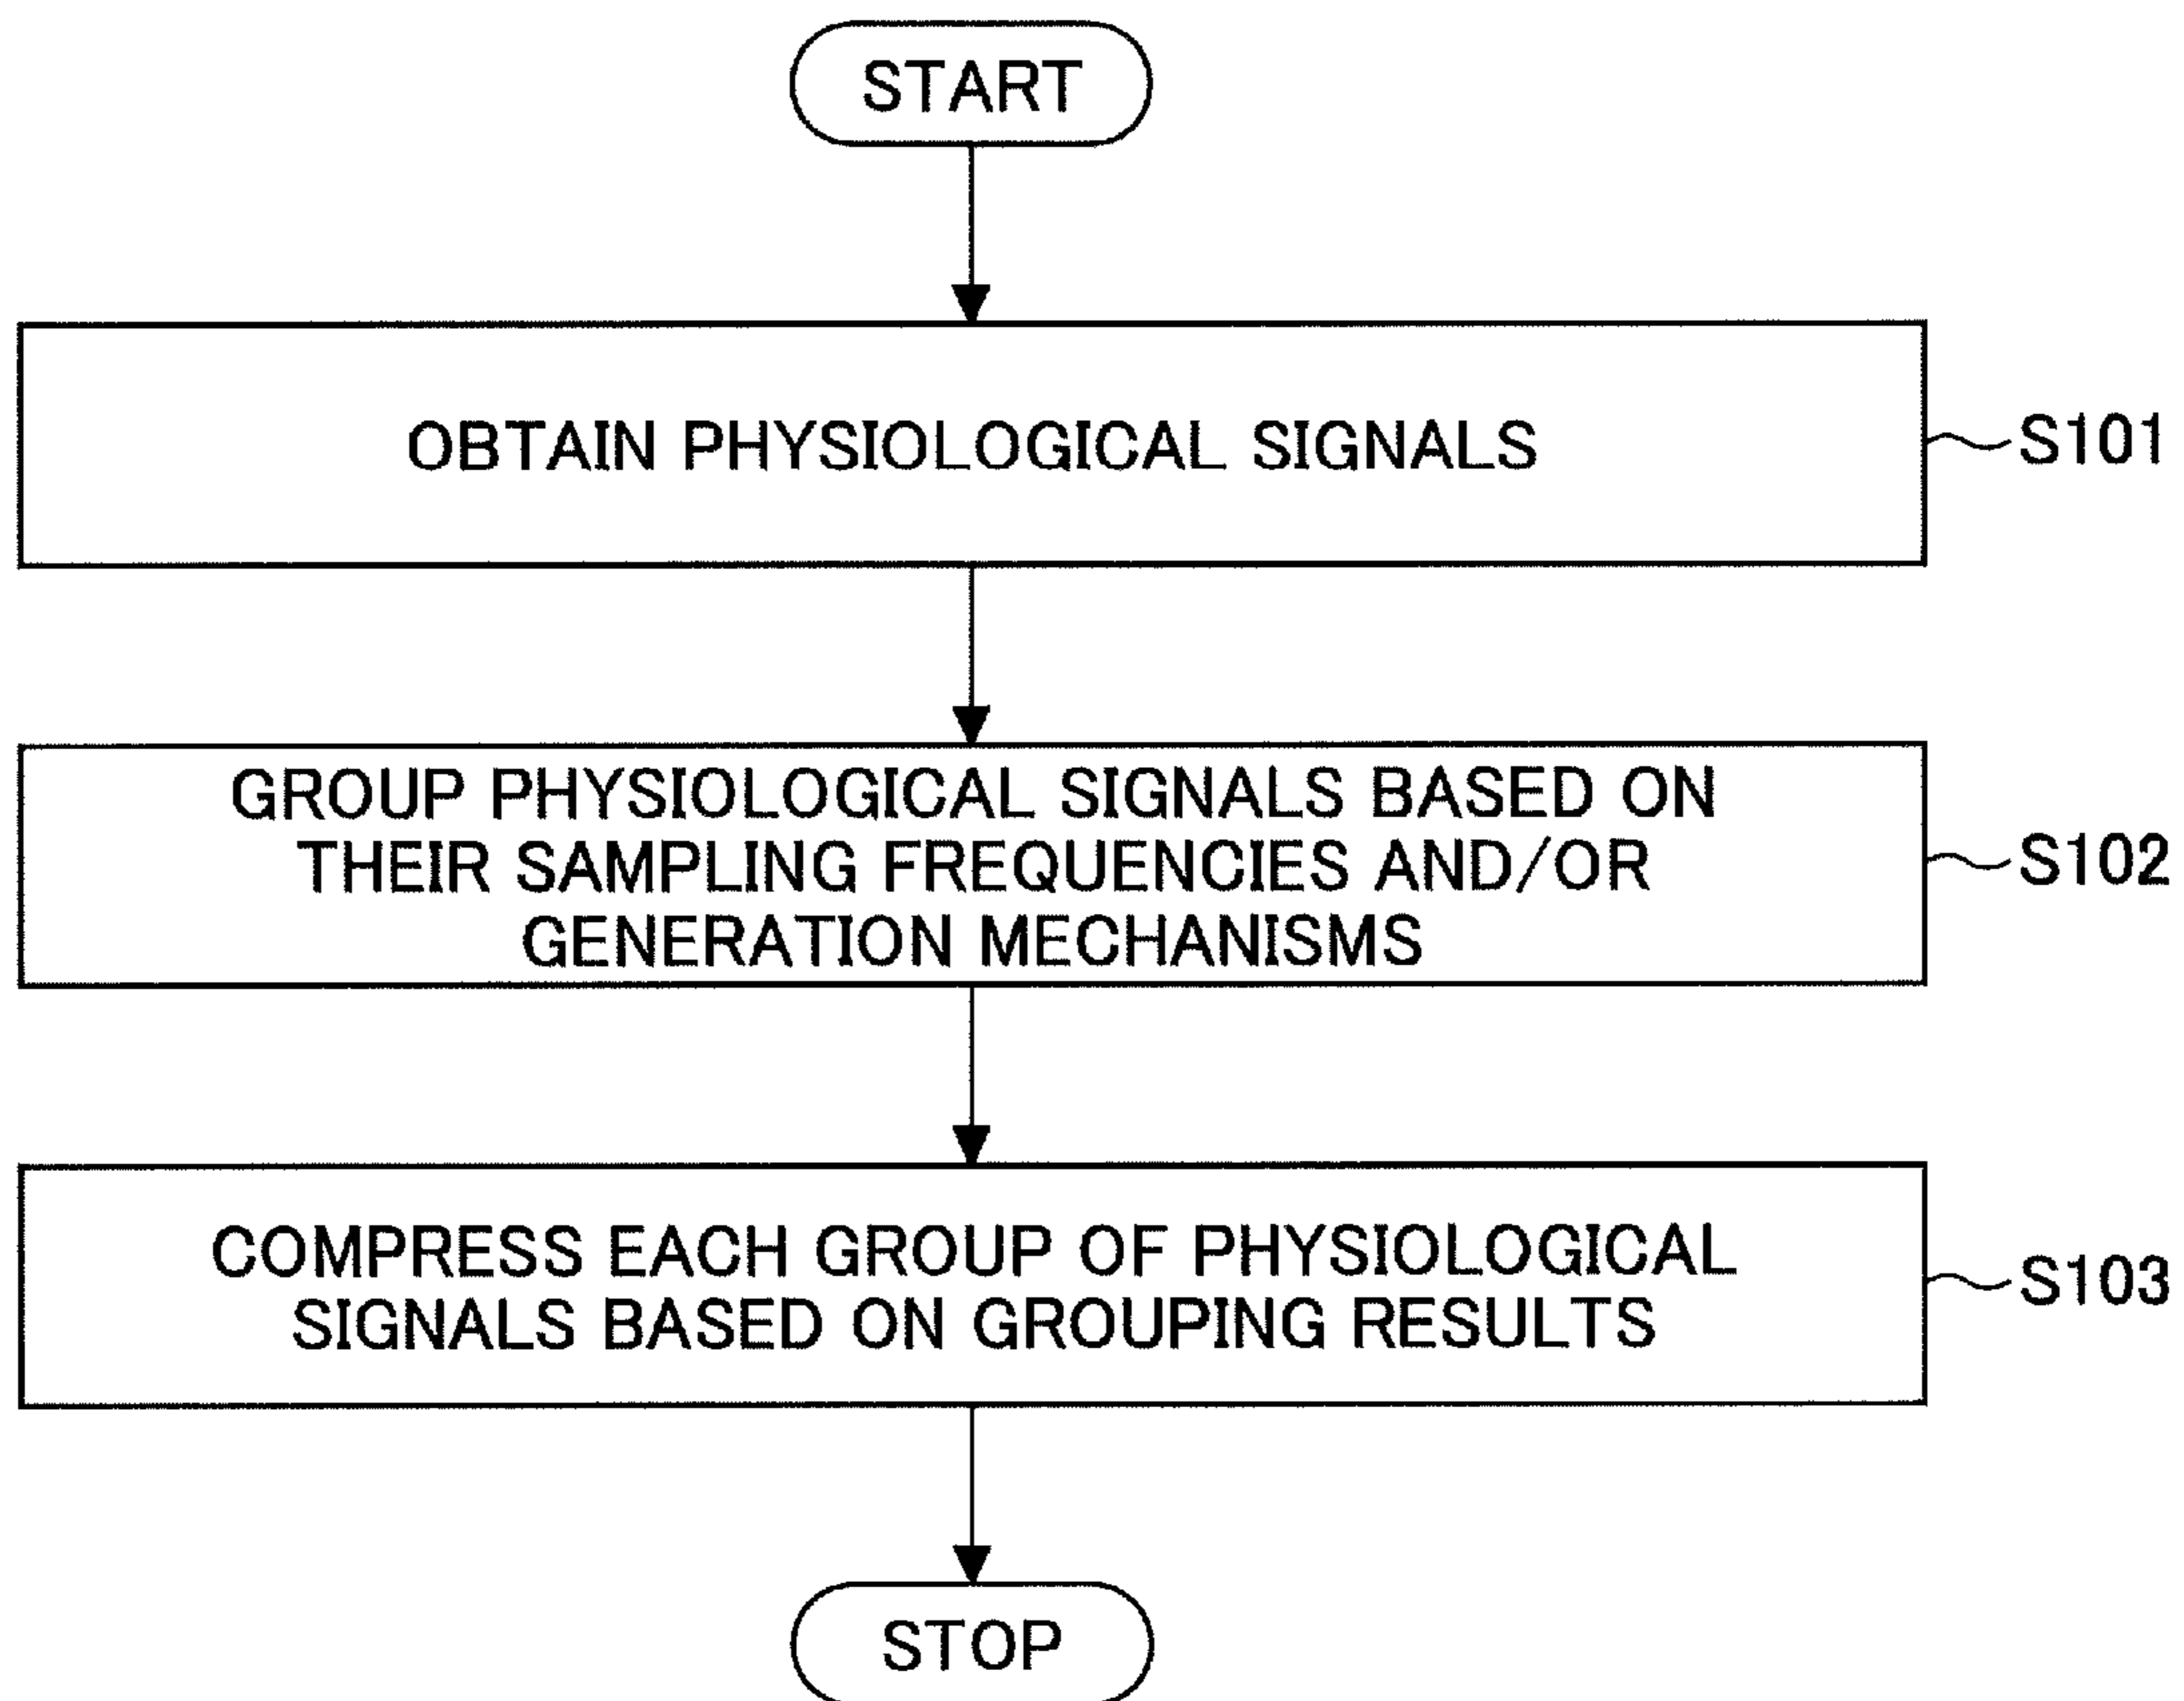 START
OBTAIN PHYSIOLOGICAL SIGNALS
S101
GROUP PHYSIOLOGICAL SIGNALS BASED ON
THEIR SAMPLING FREQUENCIES AND/OR
GENERATION MECHANISMS
S102
COMPRESS EACH GROUP OF PHYSIOLOGICAL
SIGNALS BASED ON GROUPING RESULTS
S103
STOP